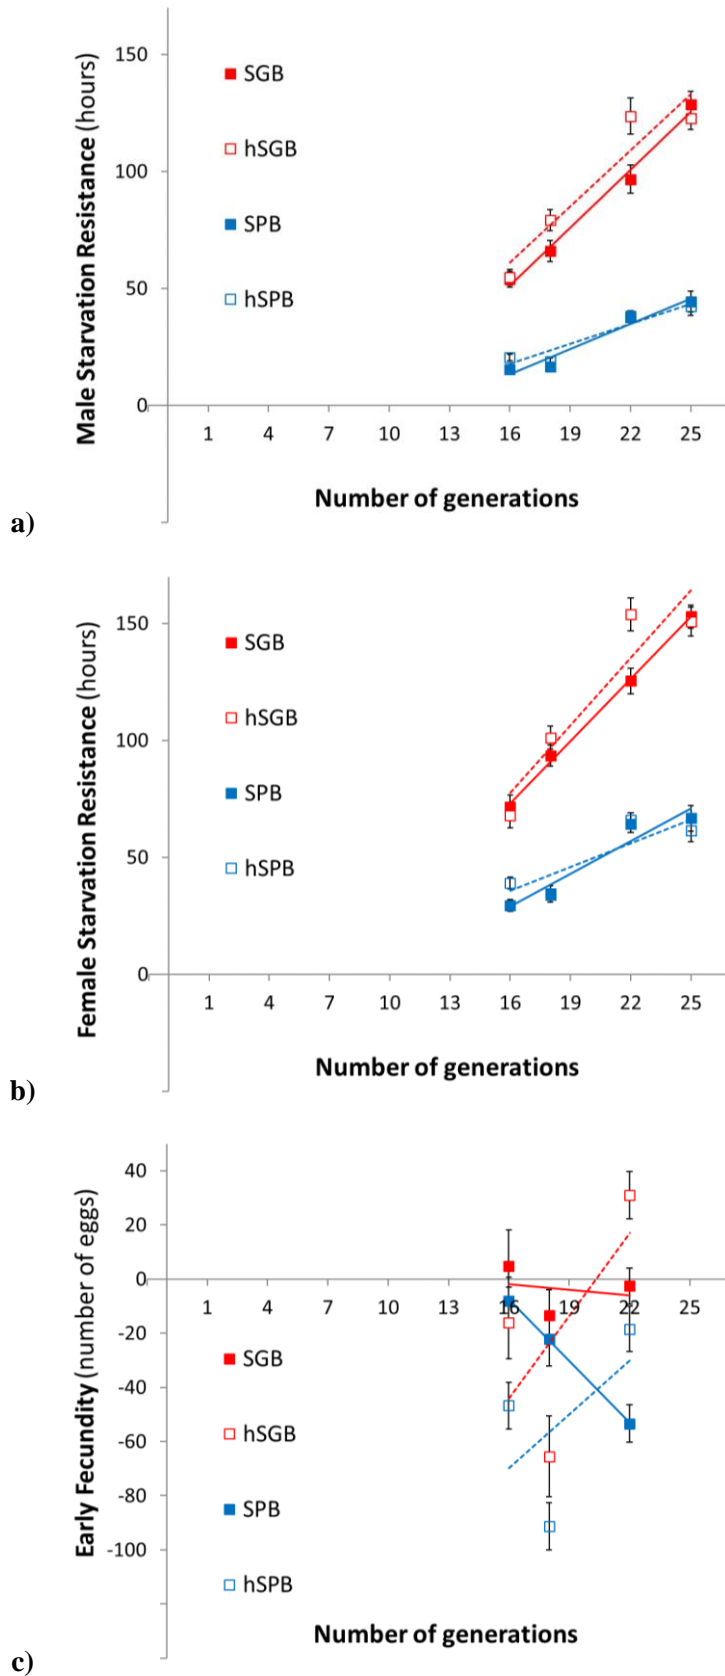 150
SGB
hSGB
100
SPB
50
hSPB
0
1 4 7 10 13 16 19 22 25
Male Starvation Resistance (hours)
Number of generations
a)
150
SGB
hSGB
100
SPB
50
hSPB
0
1 4 7 10 13 16 19 22 25
Female Starvation Resistance (hours)
Number of generations
b)
40
20
0
1 4 7 10 13 16 19 22 25
-20
SGB
-40
hSGB
-60
-80
SPB
-100
hSPB
Early Fecundity (number of eggs)
Number of generations
c)